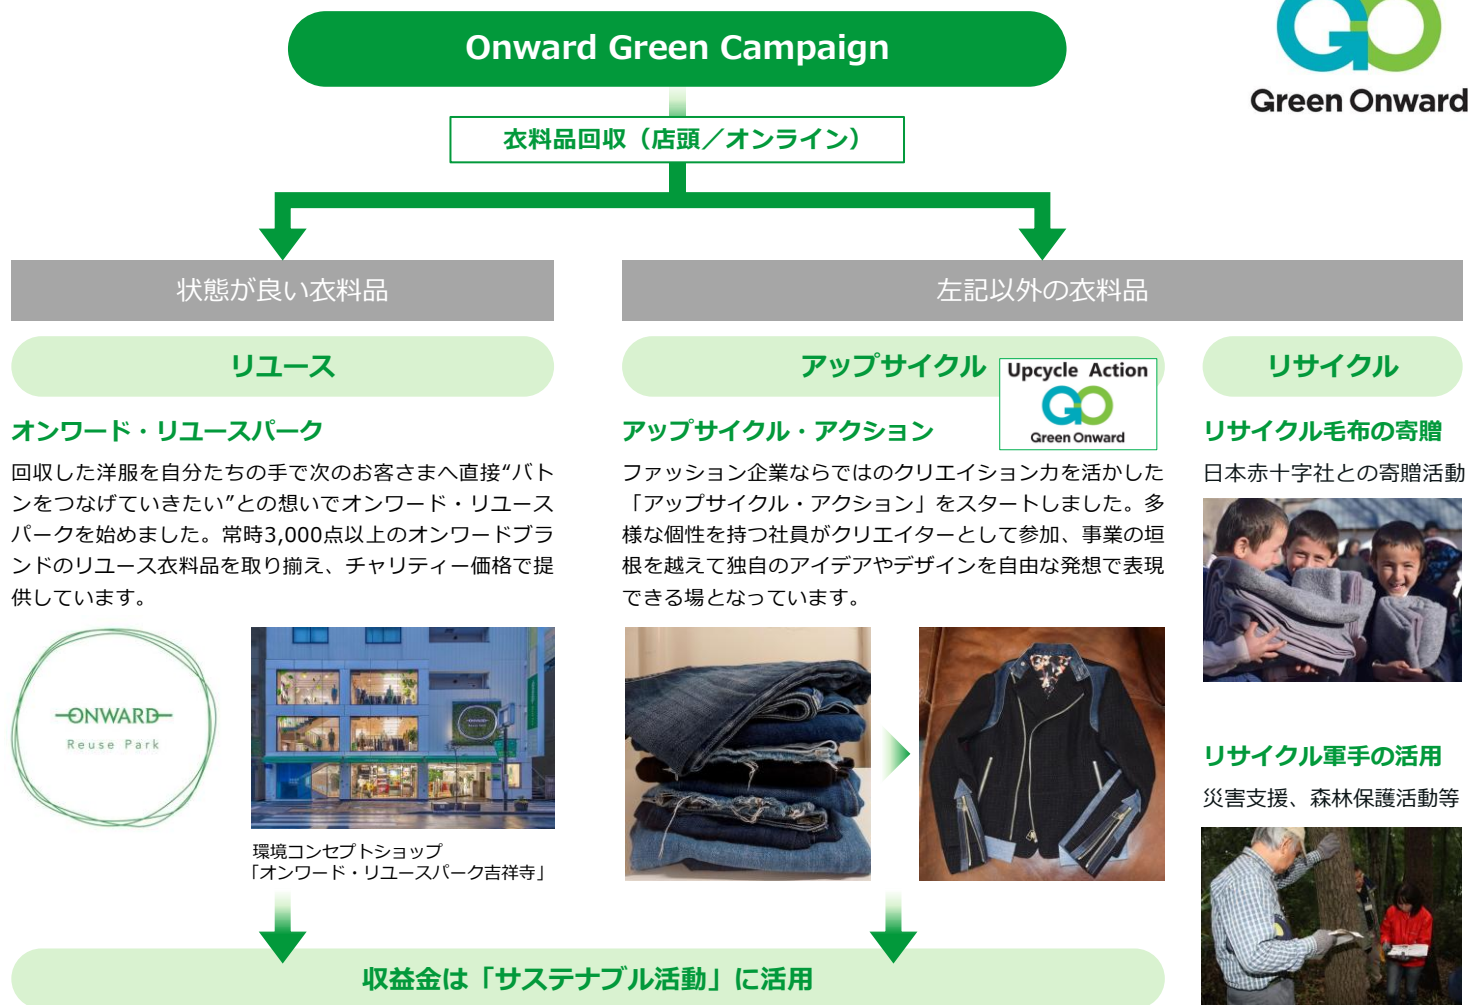 Onward Green Campaign
Green Onward
衣料品回収（店頭／オンライン）
状態が良い衣料品
左記以外の衣料品
リユース
オンワード・リユースパーク
回収した洋服を自分たちの手で次のお客さまへ直接“バト
ンをつなげていきたい”との想いでオンワード・リユース
パークを始めました。常時3,000点以上のオンワードブラ
ンドのリユース衣料品を取り揃え、チャリティー価格で提
供しています。
ONWARD
Reuse Park
環境コンセプトショップ
「オンワード・リユースパーク吉祥寺」
アップサイクル
Upcycle Action
GO
Green Onward
アップサイクル・アクション
ファッション企業ならではのクリエイション力を活かした
「アップサイクル・アクション」をスタートしました。多
様な個性を持つ社員がクリエイターとして参加、事業の垣
根を越えて独自のアイデアやデザインを自由な発想で表現
できる場となっています。
リサイクル
リサイクル毛布の寄贈
日本赤十字社との寄贈活動
リサイクル軍手の活用
災害支援、森林保護活動等
収益金は「サステナブル活動」に活用